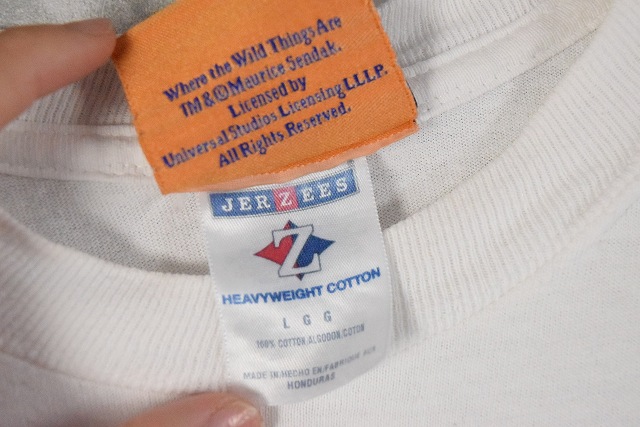 Where the Wild Things Are
TM&©Maurice Sendak.
Licensed by
Universal Studios Licensing LLLP.
All Rights Reserved.
JERZEES
Z
HEAVYWEIGHT COTTON
L G G
100% COTTON/ALGODON/COTON
MADE IN/HECHO EN/FABRIQUE AUX
HONDURAS